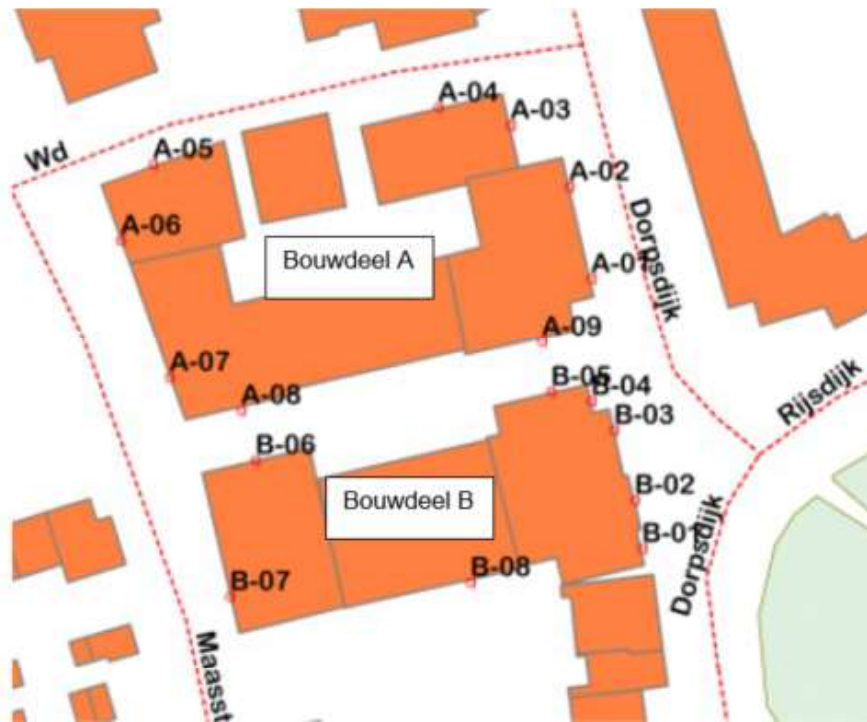 A-04
A-03
A-05
Wd
A-02
A-06
Dorpsdijk
Bouwdeel A
A-01
A-09
A-07
B-05
A-08
B-04
Rijsdijk
B-03
B-06
B-02
Bouwdeel B
B-01
Dorpsdijk
B-07
B-08
Maasst